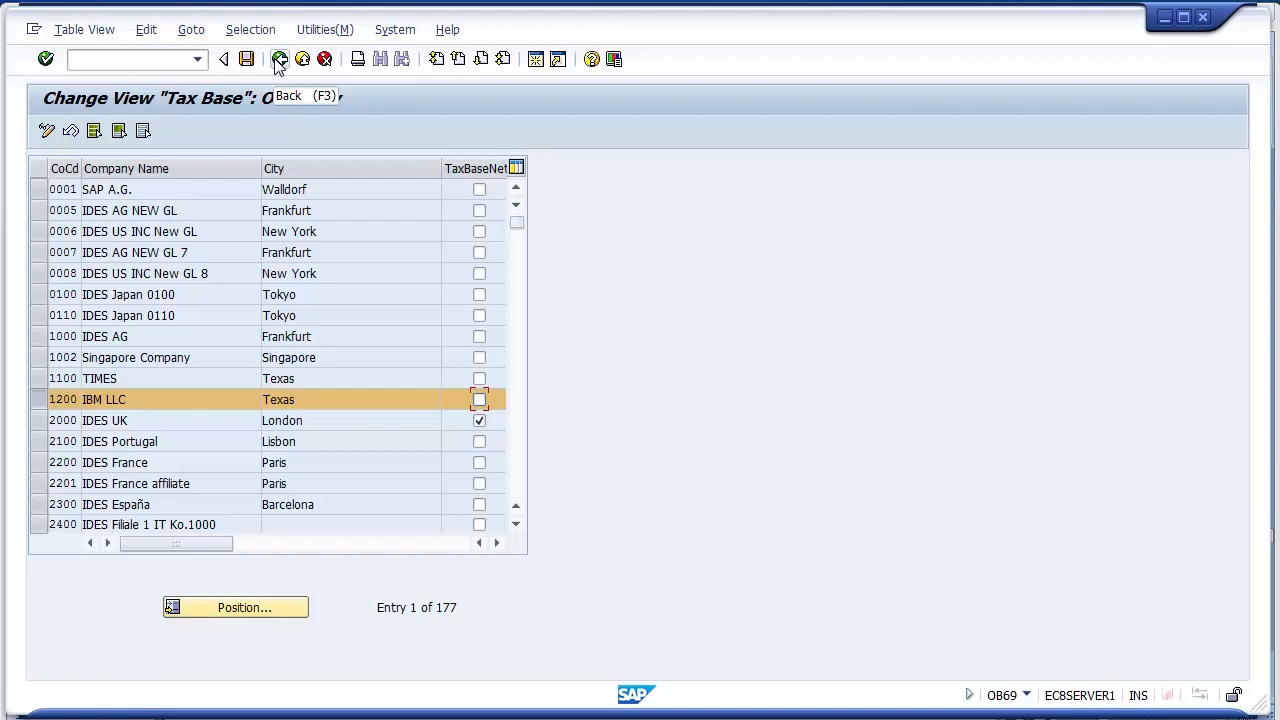 Table View Edit Goto Selection Utilities(M) System Help
Change View "Tax Base": O
Back (F3)
CoCd Company Name City TaxBaseNet
0001 SAP A.G. Walldorf
0005 IDES AG NEW GL Frankfurt
0006 IDES US INC New GL New York
0007 IDES AG NEW GL 7 Frankfurt
0008 IDES US INC New GL 8 New York
0100 IDES Japan 0100 Tokyo
0110 IDES Japan 0110 Tokyo
1000 IDES AG Frankfurt
1002 Singapore Company Singapore
1100 TIMES Texas
1200 IBM LLC Texas
2000 IDES UK London
2100 IDES Portugal Lisbon
2200 IDES France Paris
2201 IDES France affiliate Paris
2300 IDES España Barcelona
2400 IDES Filiale 1 IT Ko.1000
Position... Entry 1 of 177
SAP OB69 ECBSERVER1 INS